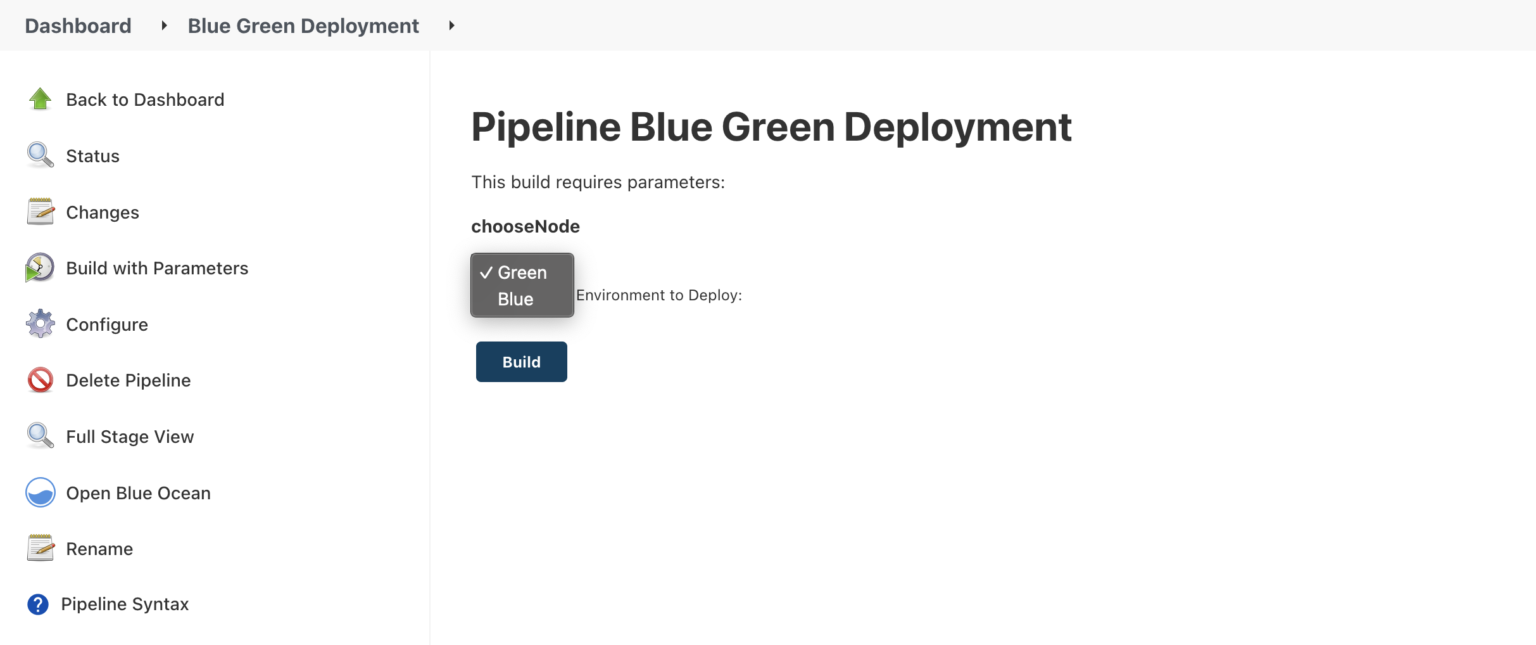 Dashboard
Blue Green Deployment
Back to Dashboard
Status
Changes
Build with Parameters
Configure
Delete Pipeline
Full Stage View
Open Blue Ocean
Rename
Pipeline Syntax
Pipeline Blue Green Deployment
This build requires parameters:
chooseNode
Green
Blue
Environment to Deploy:
Build